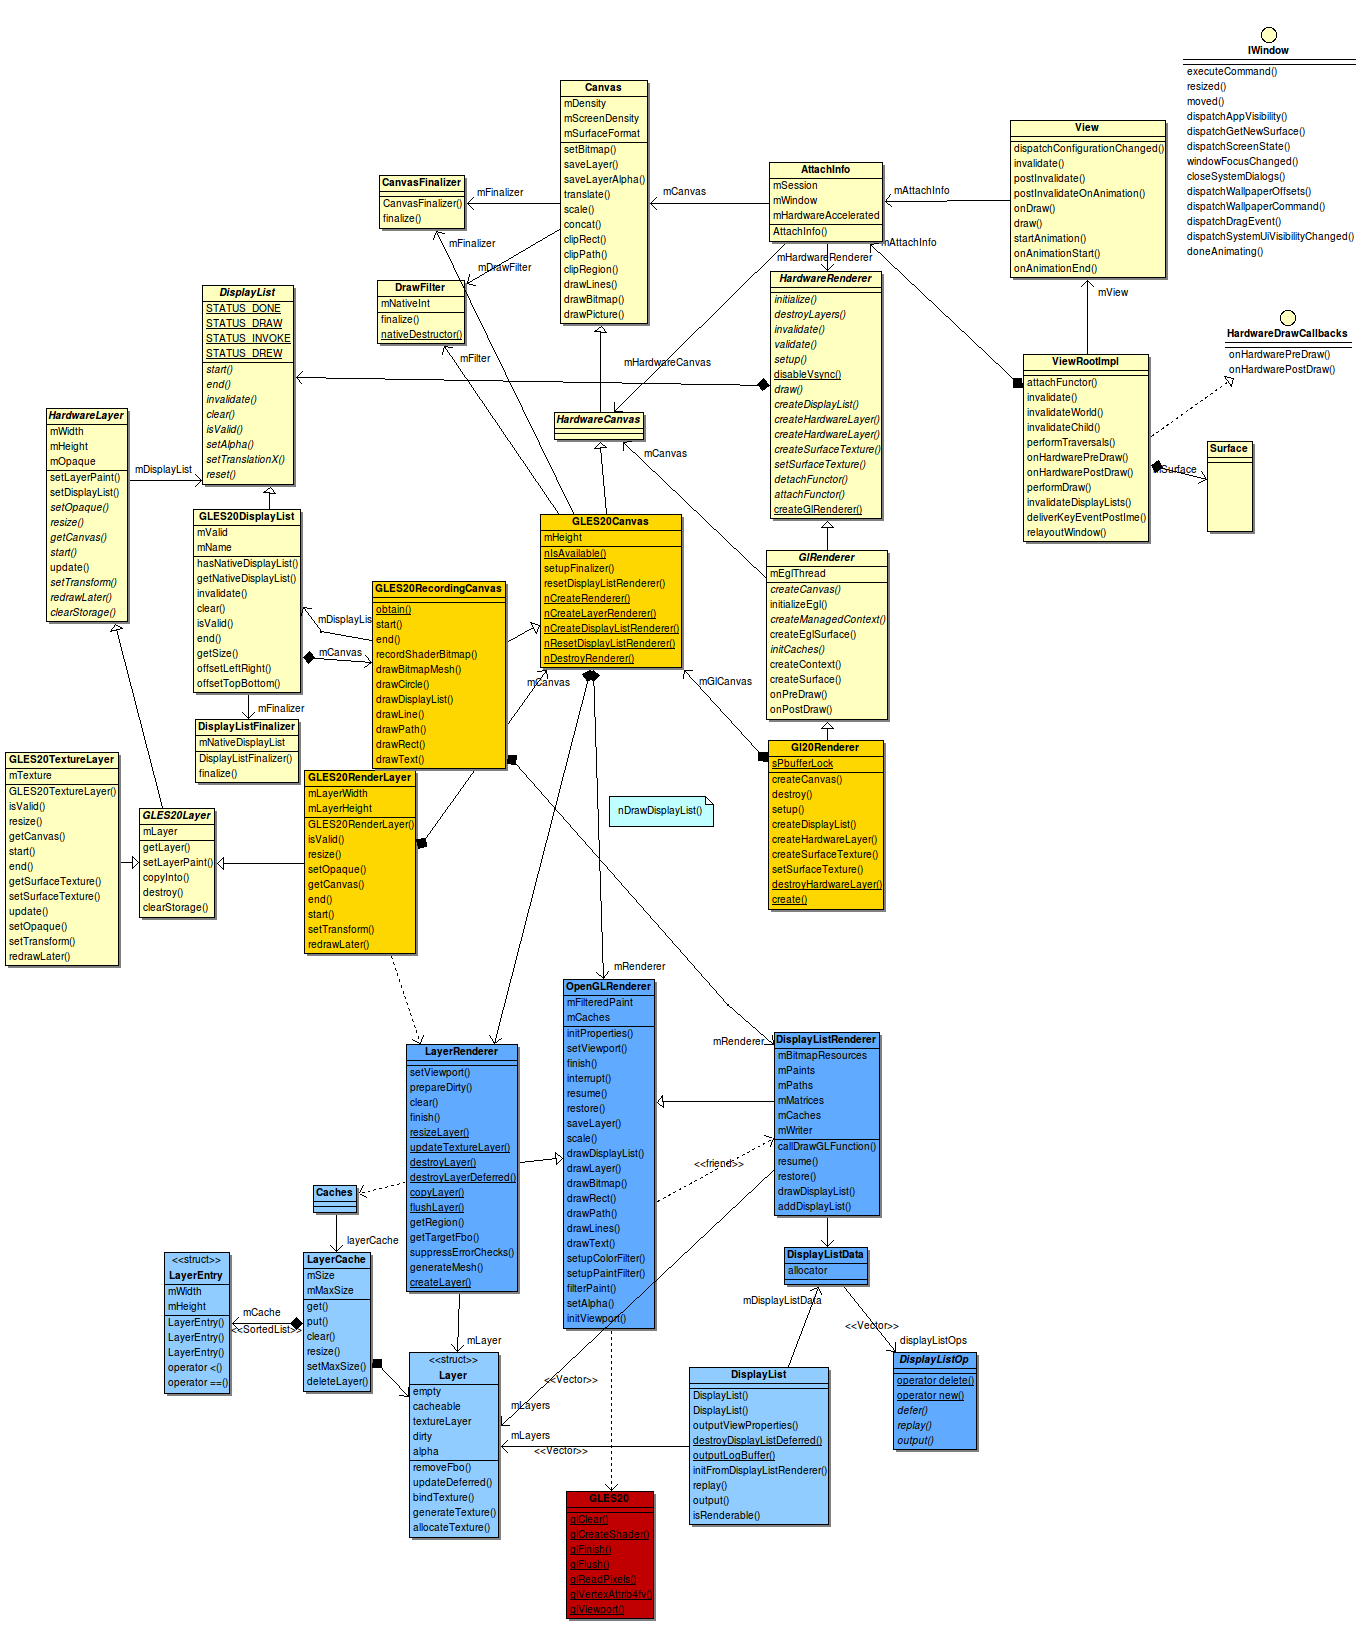 IWindow
executeCommand()
resized()
moved()
dispatchAppVisibility()
dispatchGetNewSurface()
dispatchScreenState()
windowFocusChanged()
closeSystemDialogs()
dispatchWallpaperOffsets()
dispatchWallpaperCommand()
dispatchDragEvent()
dispatchSystemUiVisibilityChanged()
doneAnimating()
Canvas
mDensity
mScreenDensity
mSurfaceFormat
setBitmap()
saveLayer()
saveLayerAlpha()
translate()
scale()
concat()
clipRect()
clipPath()
clipRegion()
drawLines()
drawBitmap()
drawPicture()
View
dispatchConfigurationChanged()
invalidate()
postInvalidate()
postInvalidateOnAnimation()
onDraw()
draw()
startAnimation()
onAnimationStart()
onAnimationEnd()
AttachInfo
mSession
mWindow
mHardwareAccelerated
AttachInfo()
mAttachInfo
mCanvas
mFinalizer
CanvasFinalizer
CanvasFinalizer()
finalize()
mFinalizer
mDrawFilter
mHardwareRenderer
mAttachInfo
DrawFilter
mNativeInt
finalize()
nativeDestructor()
mFilter
mHardwareCanvas
mView
HardwareRenderer
initialize()
destroyLayers()
invalidate()
validate()
setup()
disableVsync()
draw()
createDisplayList()
createHardwareLayer()
createHardwareLayer()
createSurfaceTexture()
setSurfaceTexture()
detachFunctor()
attachFunctor()
createGlRenderer()
HardwareDrawCallbacks
onHardwarePreDraw()
onHardwarePostDraw()
ViewRootImpl
attachFunctor()
invalidate()
invalidateWorld()
invalidateChild()
performTraversals()
onHardwarePreDraw()
onHardwarePostDraw()
performDraw()
invalidateDisplayLists()
deliverKeyEventPostIme()
relayoutWindow()
mSurface
Surface
DisplayList
STATUS_DONE
STATUS_DRAW
STATUS_INVOKE
STATUS_DREW
start()
end()
invalidate()
clear()
isValid()
setAlpha()
setTranslationX()
reset()
HardwareLayer
mWidth
mHeight
mOpaque
setLayerPaint()
setDisplayList()
setOpaque()
resize()
getCanvas()
start()
update()
setTransform()
redrawLater()
clearStorage()
mDisplayList
HardwareCanvas
mCanvas
GLES20DisplayList
mValid
mName
hasNativeDisplayList()
getNativeDisplayList()
invalidate()
clear()
isValid()
end()
getSize()
offsetLeftRight()
offsetTopBottom()
mFinalizer
GLES20Canvas
mHeight
nIsAvailable()
setupFinalizer()
resetDisplayListRenderer()
nCreateRenderer()
nCreateLayerRenderer()
nCreateDisplayListRenderer()
nResetDisplayListRenderer()
nDestroyRenderer()
GlRenderer
mEglThread
createCanvas()
initializeEgl()
createManagedContext()
createEglSurface()
initCaches()
createContext()
createSurface()
onPreDraw()
onPostDraw()
GLES20RecordingCanvas
obtain()
start()
end()
recordShaderBitmap()
drawBitmapMesh()
drawCircle()
drawDisplayList()
drawLine()
drawPath()
drawRect()
drawText()
mDisplayLis
mCanvas
mCanvas
mGlCanvas
DisplayListFinalizer
mNativeDisplayList
DisplayListFinalizer()
finalize()
Gl20Renderer
sPbufferLock
createCanvas()
destroy()
setup()
createDisplayList()
createHardwareLayer()
createSurfaceTexture()
setSurfaceTexture()
destroyHardwareLayer()
create()
GLES20TextureLayer
mTexture
GLES20TextureLayer()
isValid()
resize()
getCanvas()
start()
end()
getSurfaceTexture()
setSurfaceTexture()
update()
setOpaque()
setTransform()
redrawLater()
GLES20Layer
mLayer
getLayer()
setLayerPaint()
copyInto()
destroy()
clearStorage()
GLES20RenderLayer
mLayerWidth
mLayerHeight
GLES20RenderLayer()
isValid()
resize()
setOpaque()
getCanvas()
end()
start()
setTransform()
redrawLater()
nDrawDisplayList()
mRenderer
OpenGLRenderer
mFilteredPaint
mCaches
initProperties()
setViewport()
finish()
interrupt()
resume()
restore()
saveLayer()
scale()
drawDisplayList()
drawLayer()
drawBitmap()
drawRect()
drawPath()
drawLines()
drawText()
setupColorFilter()
setupPaintFilter()
filterPaint()
setAlpha()
initViewport()
mRenderer
DisplayListRenderer
mBitmapResources
mPaints
mPaths
mMatrices
mCaches
mWriter
callDrawGLFunction()
resume()
restore()
drawDisplayList()
addDisplayList()
<<friend>>
LayerRenderer
setViewport()
prepareDirty()
clear()
finish()
resizeLayer()
updateTextureLayer()
destroyLayer()
destroyLayerDeferred()
copyLayer()
flushLayer()
getRegion()
getTargetFbo()
suppressErrorChecks()
generateMesh()
createLayer()
Caches
layerCache
<<struct>>
LayerEntry
mWidth
mHeight
LayerEntry()
LayerEntry()
LayerEntry()
operator <()
operator ==()
mCache
<<SortedList>>
LayerCache
mSize
mMaxSize
get()
put()
clear()
resize()
setMaxSize()
deleteLayer()
mLayer
<<struct>>
Layer
empty
cacheable
textureLayer
dirty
alpha
removeFbo()
updateDeferred()
bindTexture()
generateTexture()
allocateTexture()
<<Vector>>
mLayers
mLayers
<<Vector>>
DisplayListData
allocator
mDisplayListData
<<Vector>>
displayListOps
DisplayList
DisplayList()
DisplayList()
outputViewProperties()
destroyDisplayListDeferred()
outputLogBuffer()
initFromDisplayListRenderer()
replay()
output()
isRenderable()
DisplayListOp
operator delete()
operator new()
defer()
replay()
output()
GLES20
glClear()
glCreateShader()
glFinish()
glFlush()
glReadPixels()
glVertexAttrib4fv()
glViewport()